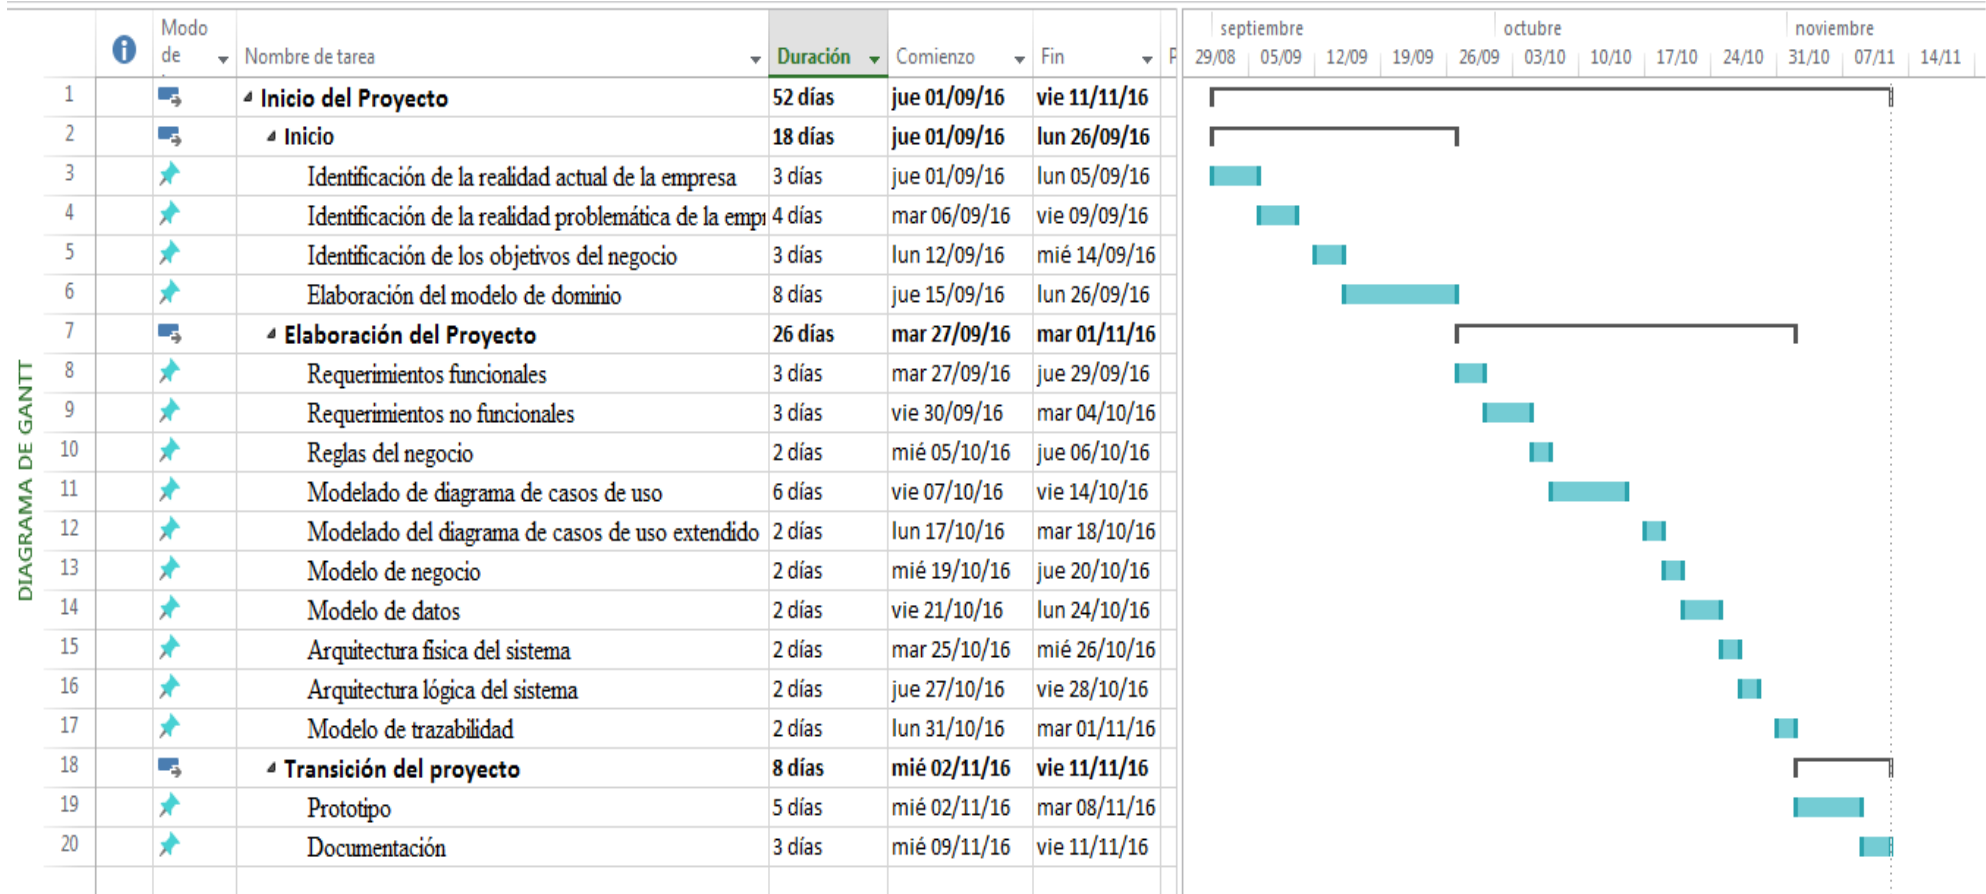 Modo de
Nombre de tarea Duración Comienzo Fin
septiembre octubre noviembre
29/08 05/09 12/09 19/09 26/09 03/10 10/10 17/10 24/10 31/10 07/11 14/11
1 Inicio del Proyecto 52 días jue 01/09/16 vie 11/11/16
2 Inicio 18 días jue 01/09/16 lun 26/09/16
3 Identificación de la realidad actual de la empresa 3 días jue 01/09/16 lun 05/09/16
4 Identificación de la realidad problemática de la empr 4 días mar 06/09/16 vie 09/09/16
5 Identificación de los objetivos del negocio 3 días lun 12/09/16 mié 14/09/16
6 Elaboración del modelo de dominio 8 días jue 15/09/16 lun 26/09/16
7 Elaboración del Proyecto 26 días mar 27/09/16 mar 01/11/16
8 Requerimientos funcionales 3 días mar 27/09/16 jue 29/09/16
9 Requerimientos no funcionales 3 días vie 30/09/16 mar 04/10/16
10 Reglas del negocio 2 días mié 05/10/16 jue 06/10/16
11 Modelado de diagrama de casos de uso 6 días vie 07/10/16 vie 14/10/16
12 Modelado del diagrama de casos de uso extendido 2 días lun 17/10/16 mar 18/10/16
13 Modelo de negocio 2 días mié 19/10/16 jue 20/10/16
14 Modelo de datos 2 días vie 21/10/16 lun 24/10/16
15 Arquitectura fisica del sistema 2 días mar 25/10/16 mié 26/10/16
16 Arquitectura lógica del sistema 2 días jue 27/10/16 vie 28/10/16
17 Modelo de trazabilidad 2 días lun 31/10/16 mar 01/11/16
18 Transición del proyecto 8 días mié 02/11/16 vie 11/11/16
19 Prototipo 5 días mié 02/11/16 mar 08/11/16
20 Documentación 3 días mié 09/11/16 vie 11/11/16
DIAGRAMA DE GANTT